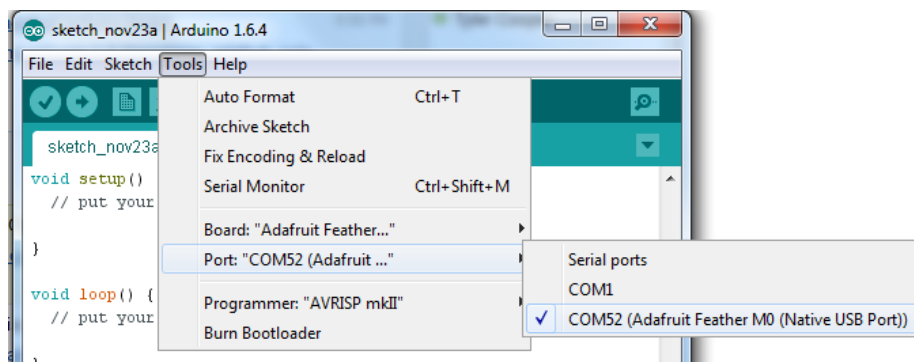 sketch_nov23a | Arduino 1.6.4
File Edit Sketch Tools Help
sketch_nov23a
void setup()
// put your
}
void loop() {
// put your
Auto Format Ctrl+T
Archive Sketch
Fix Encoding & Reload
Serial Monitor Ctrl+Shift+M
Board: "Adafruit Feather..."
Port: "COM52 (Adafruit ..."
Programmer: "AVRISP mkII"
Burn Bootloader
Serial ports
COM1
COM52 (Adafruit Feather M0 (Native USB Port))